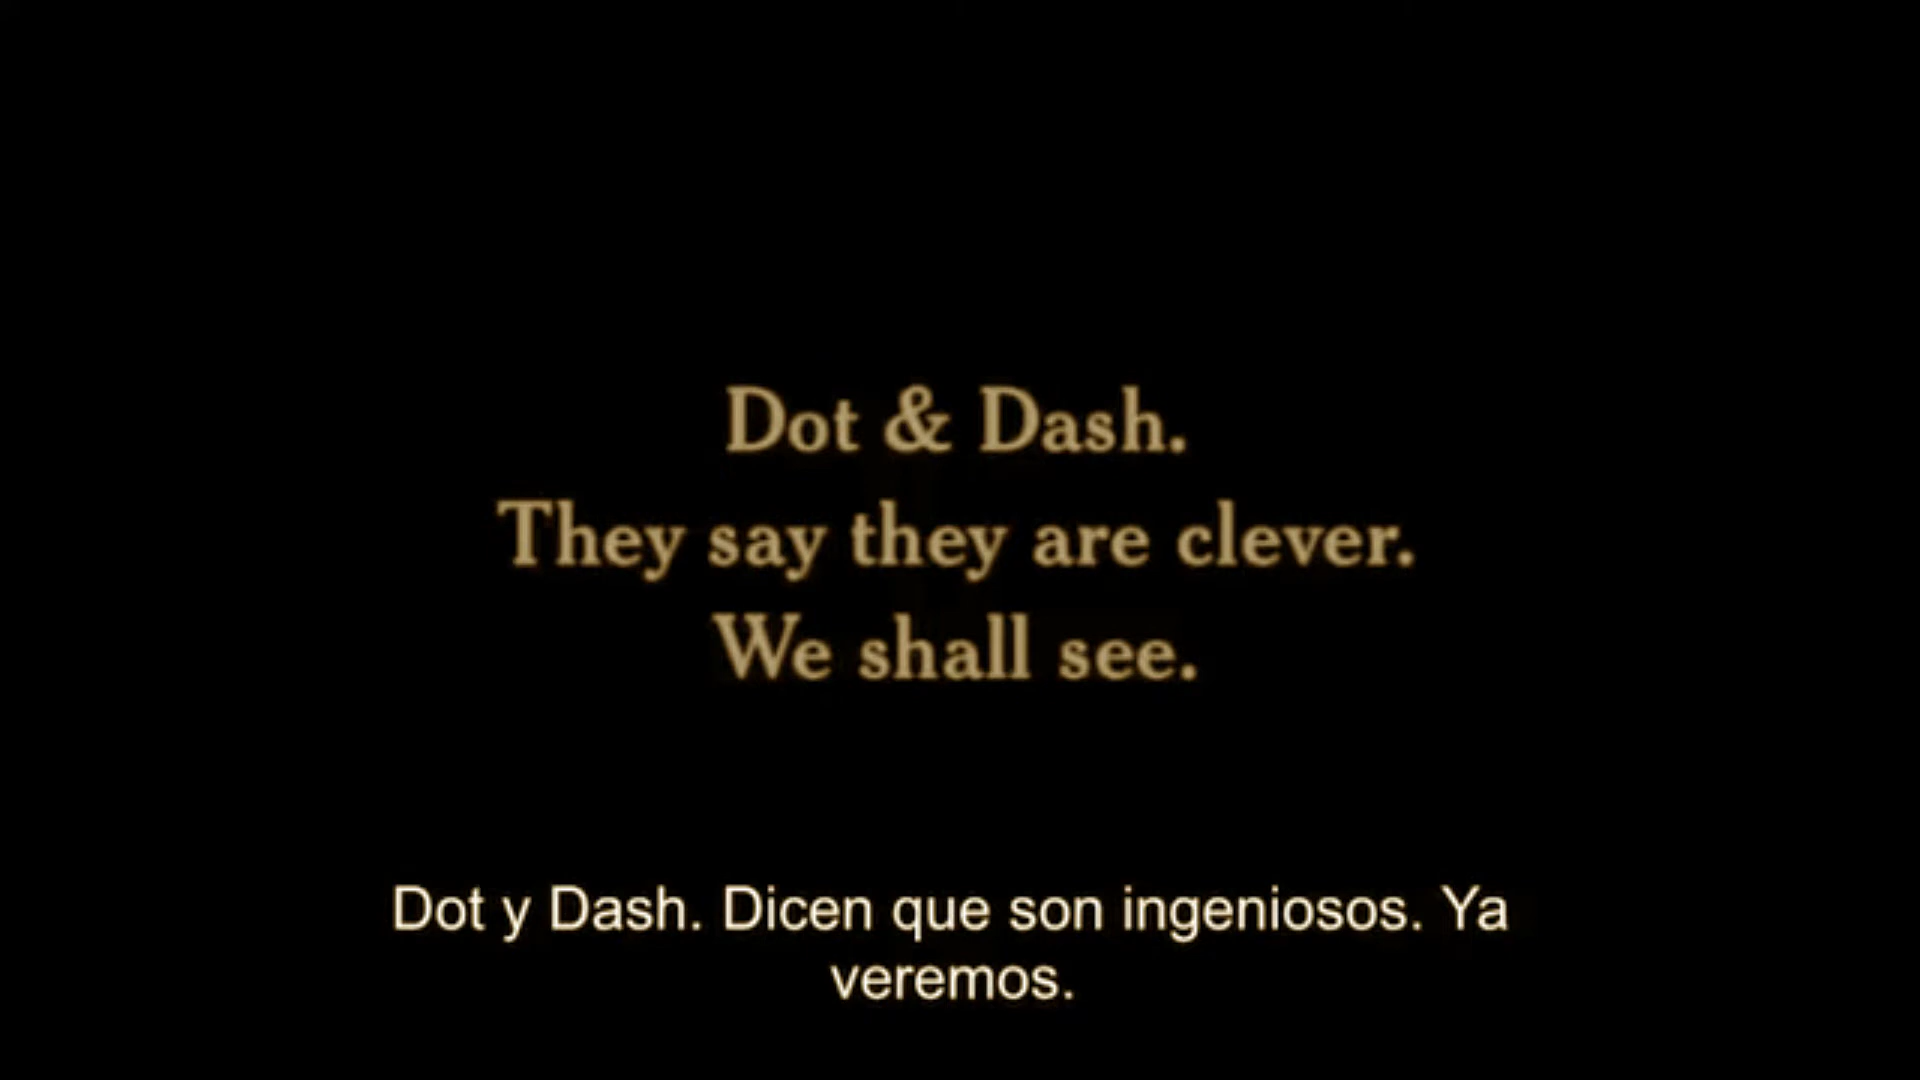 Dot & Dash.
They say they are clever.
We shall see.
Dot y Dash. Dicen que son ingeniosos. Ya
veremos.